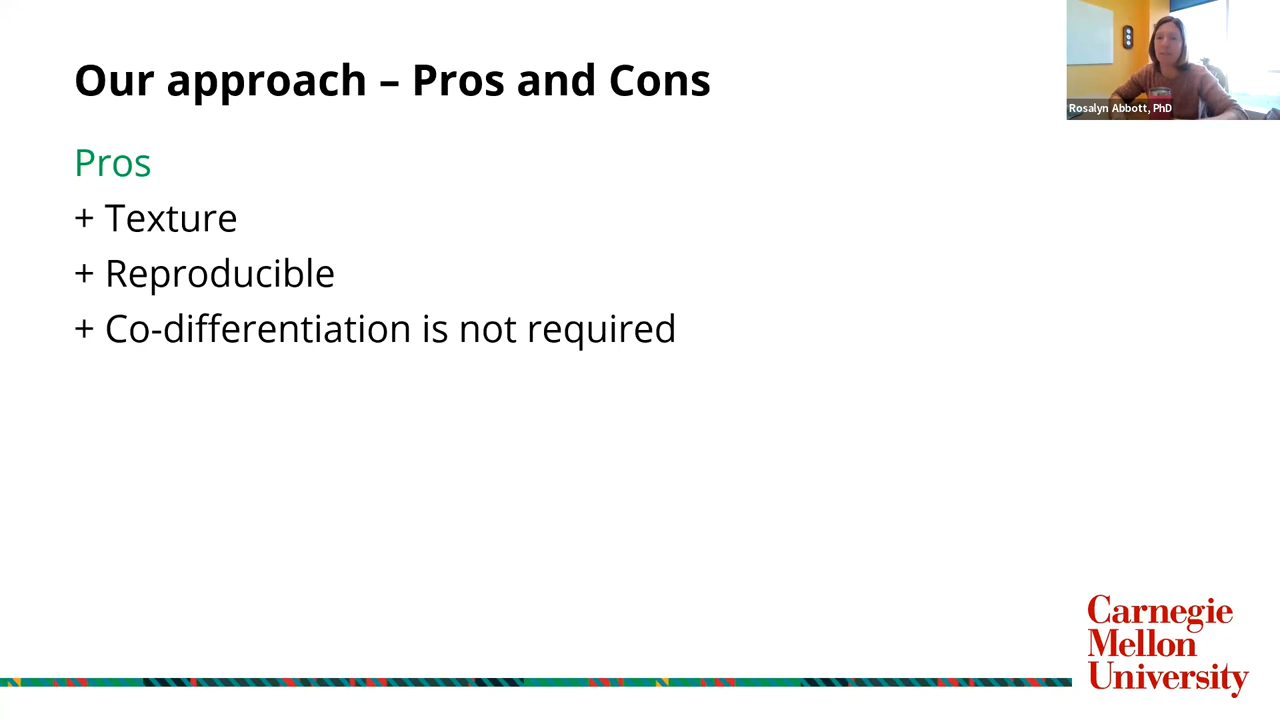 Our approach – Pros and Cons
Rosalyn Abbott, PhD
Pros
+ Texture
+ Reproducible
+ Co-differentiation is not required
Carnegie
Mellon
University